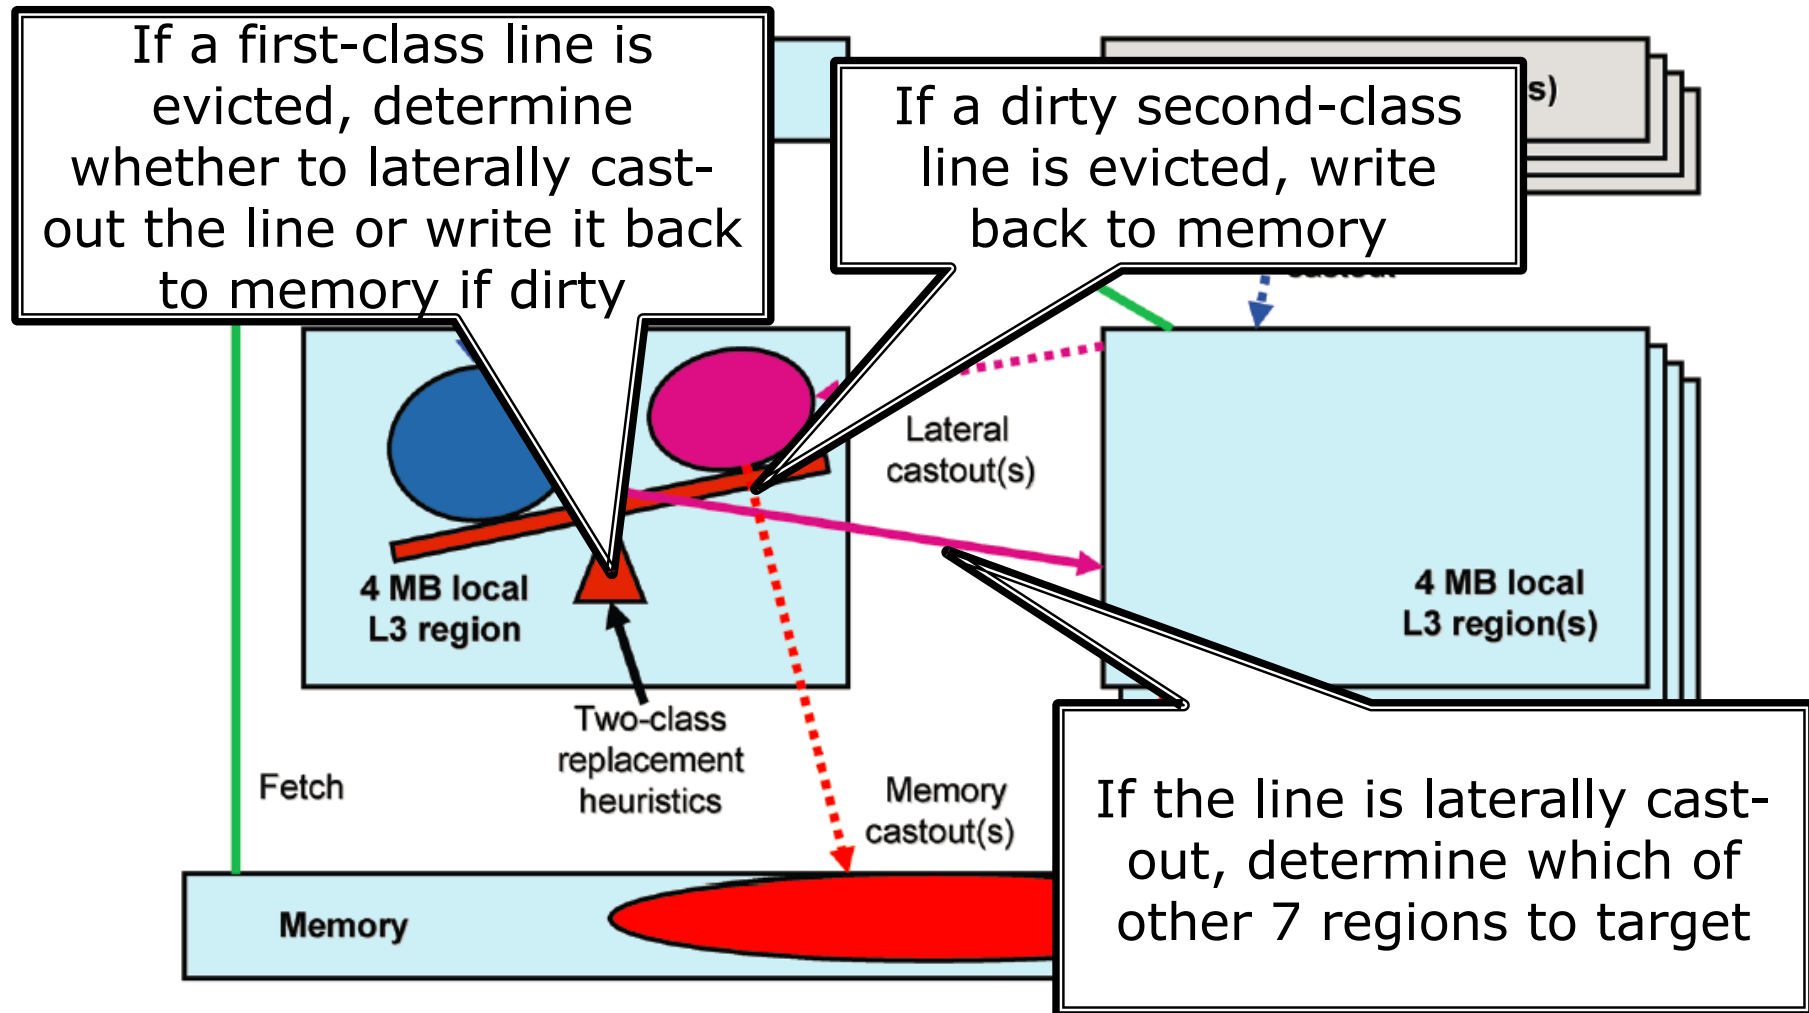 If a first-class line is
evicted, determine
whether to laterally cast-
out the line or write it back
to memory if dirty
If a dirty second-class
line is evicted, write
back to memory
s)
Lateral
castout(s)
4 MB local
L3 region
4 MB local
L3 region(s)
Two-class
replacement
heuristics
Fetch
Memory
castout(s)
If the line is laterally cast-
out, determine which of
other 7 regions to target
Memory